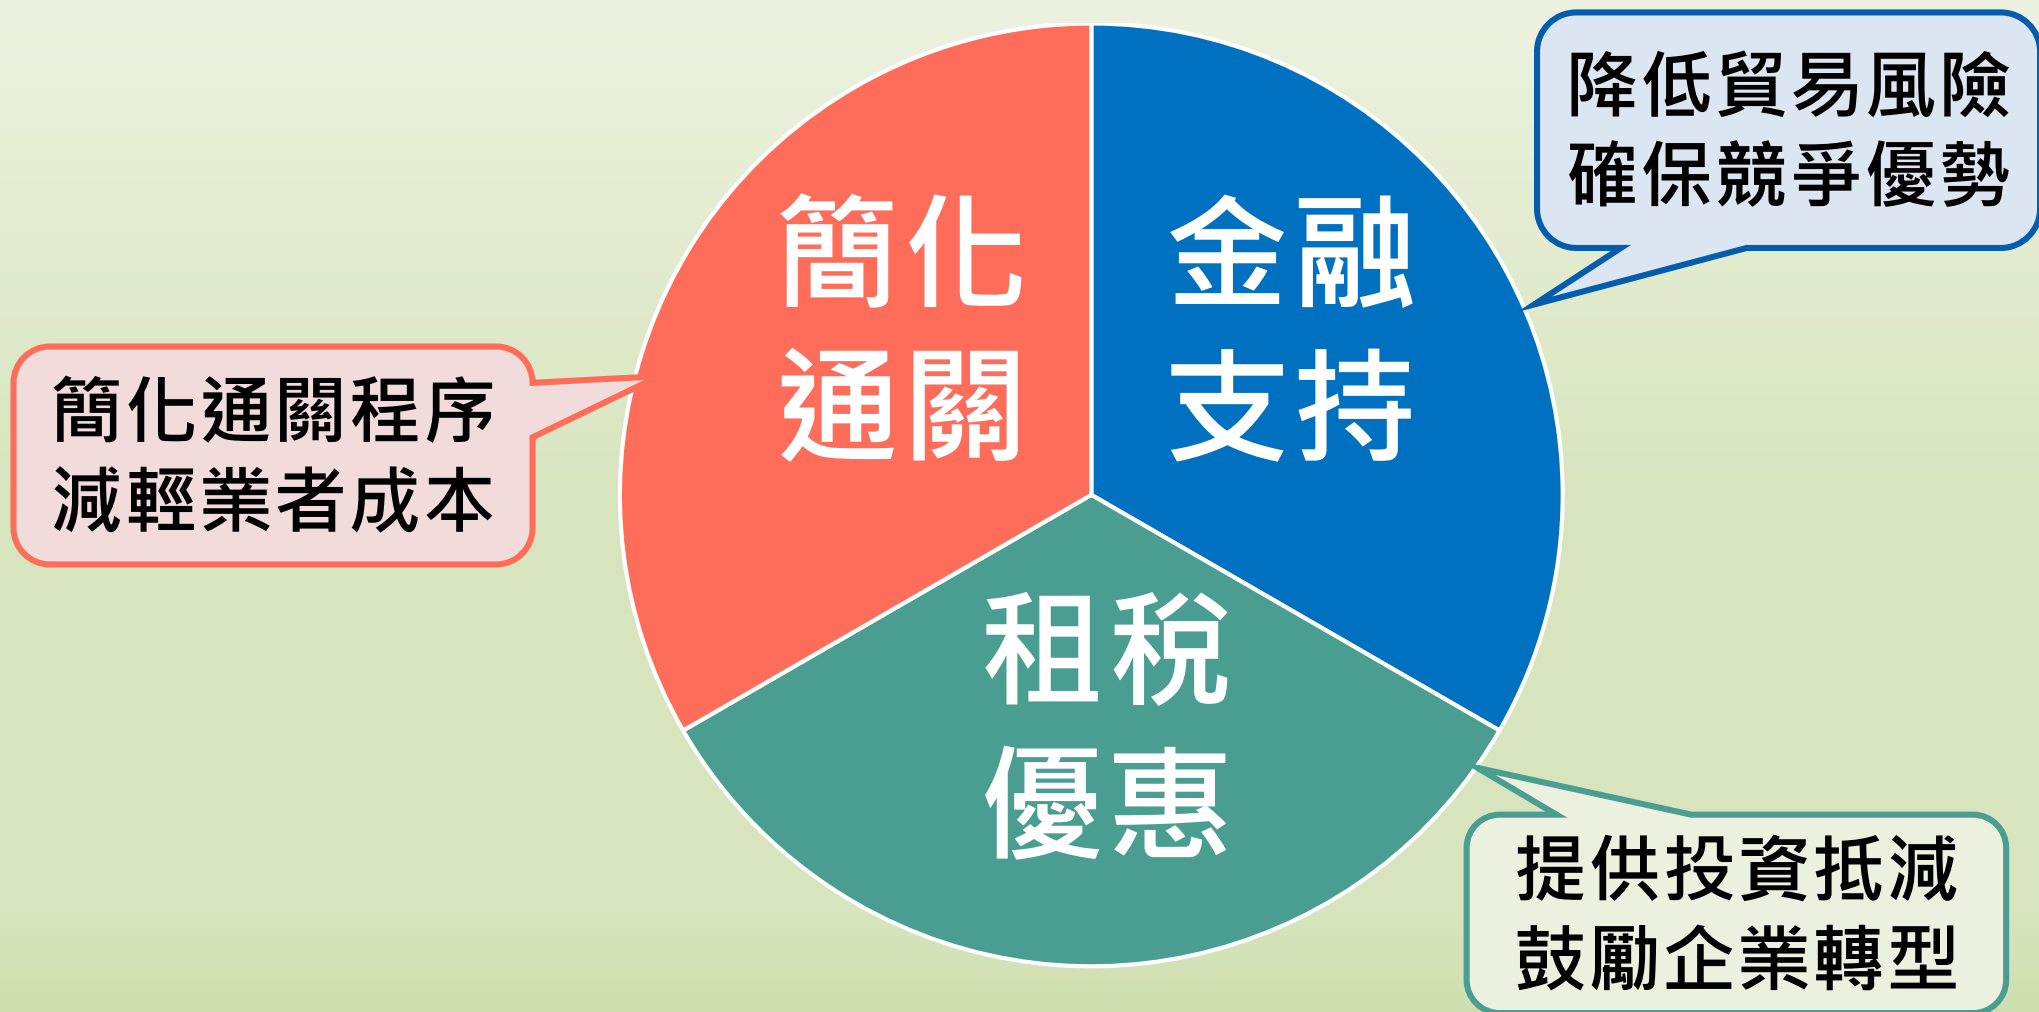 簡化
通關
金融
支持
租稅
優惠
降低貿易風險
確保競爭優勢
簡化通關程序
減輕業者成本
提供投資抵減
鼓勵企業轉型